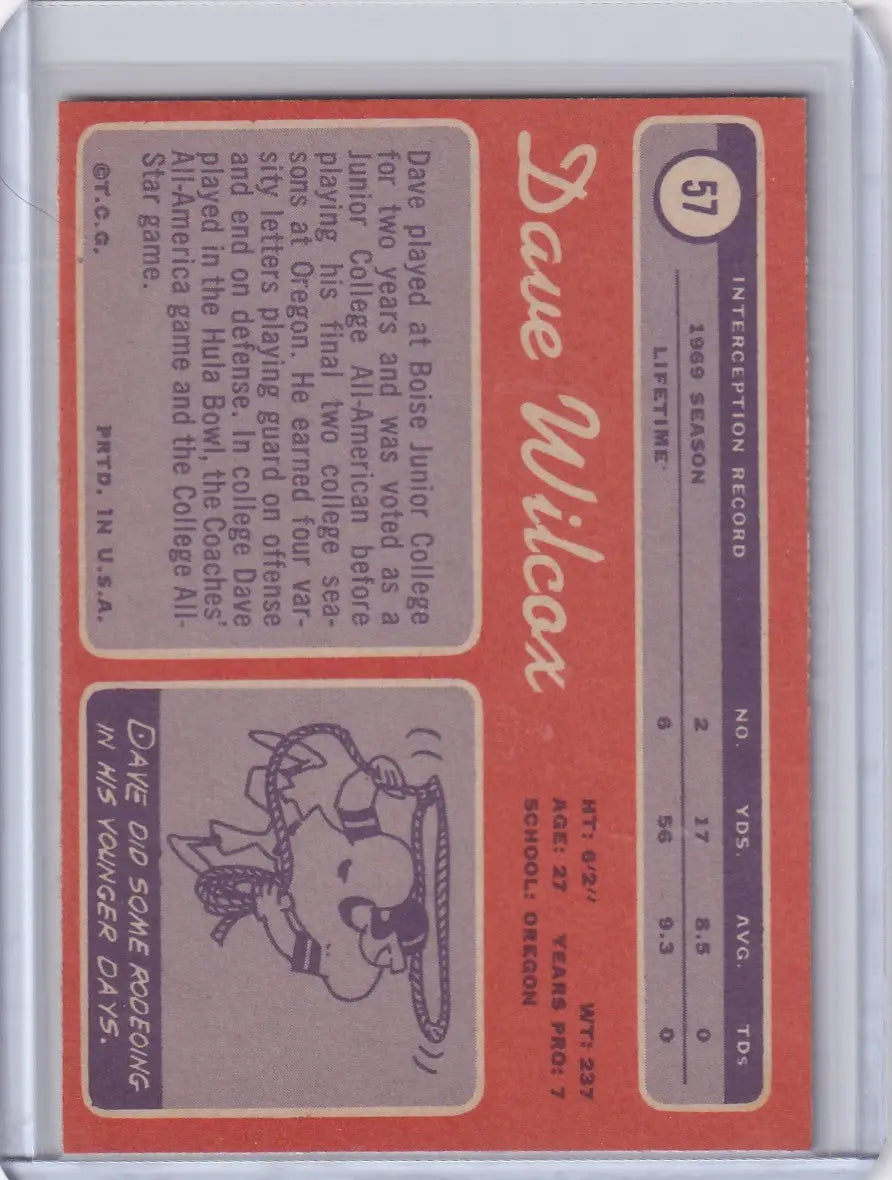 57
INTERCEPTION RECORD NO. YDS. AVG. TDS
1969 SEASON 2 17 8.5 0
LIFETIME 6 56 9.3 0
Dave Wilcox
HT: 6'2" WT: 237
AGE: 27 YEARS PRO: 7
SCHOOL: OREGON
Dave played at Boise Junior College
for two years and was voted as a
Junior College All-American before
playing his final two college sea-
sons at Oregon. He earned four var-
sity letters playing guard on offense
and end on defense. In college Dave
played in the Hula Bowl, the Coaches'
All-America game and the College All-
Star game.
©T.C.G. PRTD. IN U.S.A.
DAVE DID SOME RODEOING
IN HIS YOUNGER DAYS.